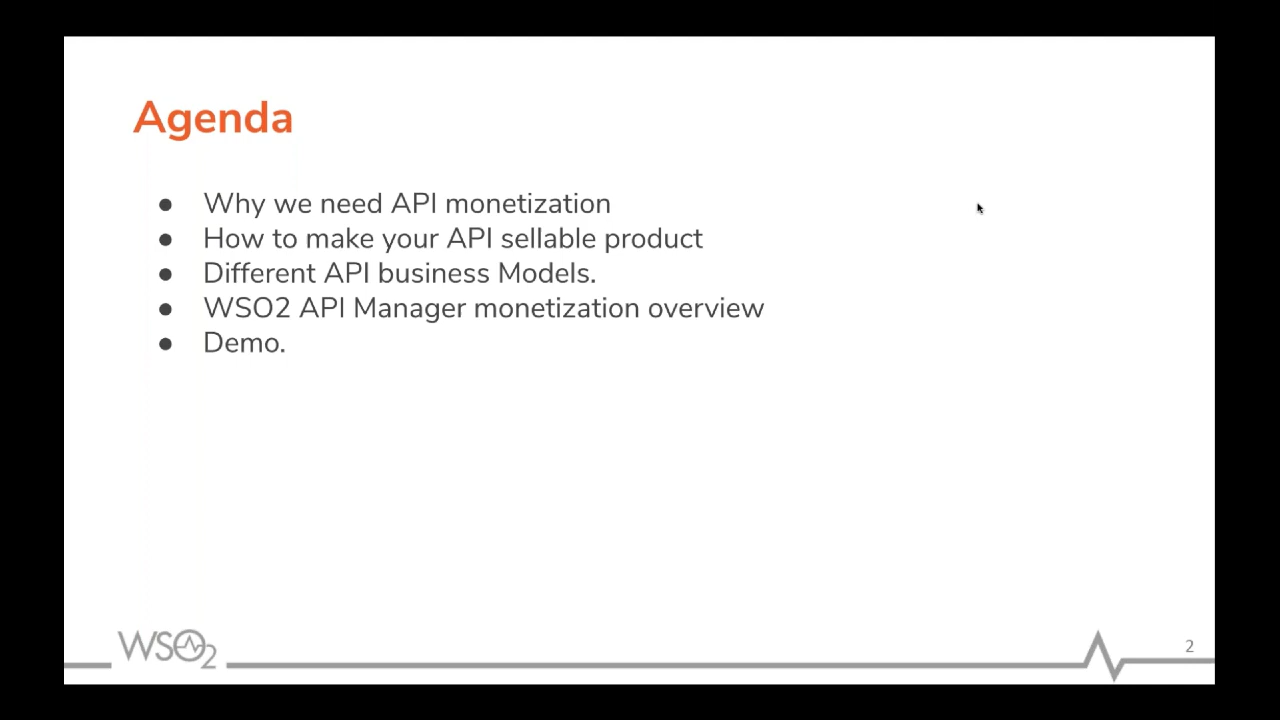 Agenda
● Why we need API monetization
● How to make your API sellable product
● Different API business Models.
● WSO2 API Manager monetization overview
● Demo.
WSO2
2